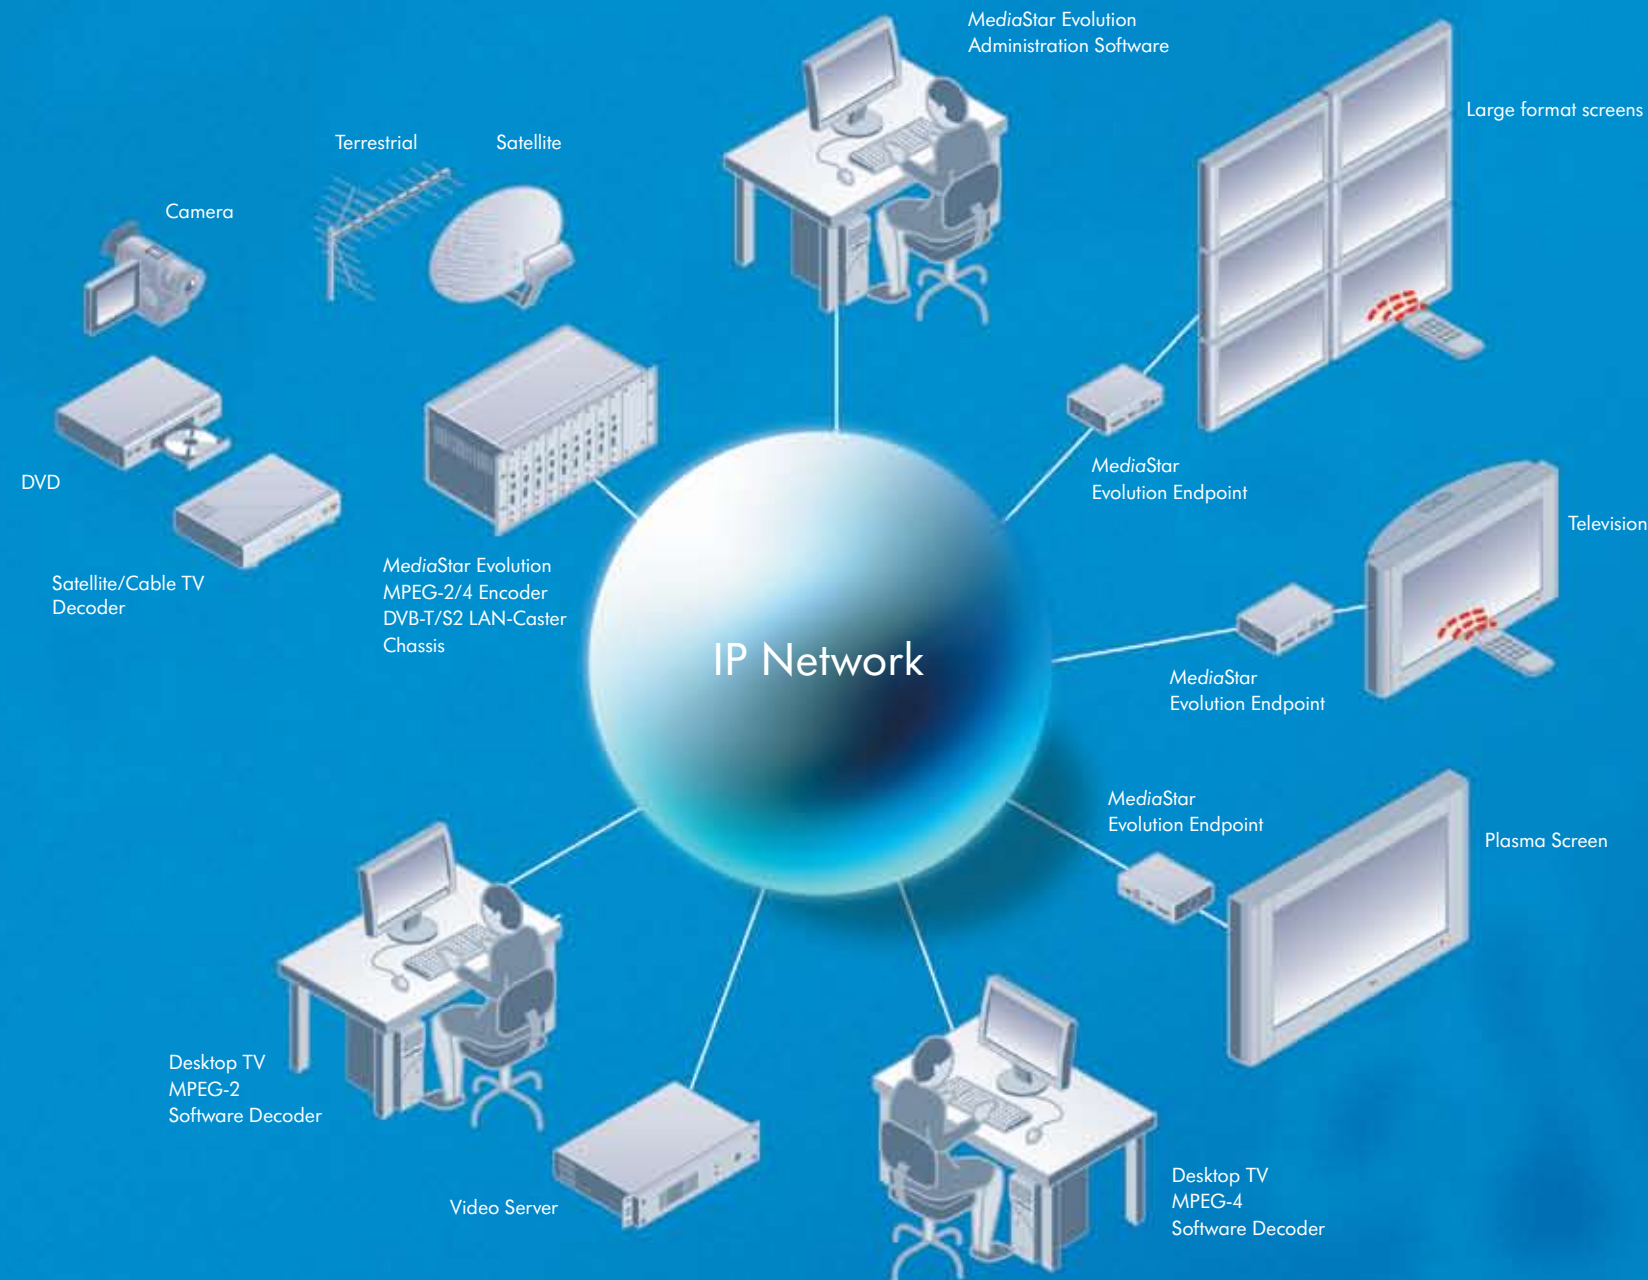 MediaStar Evolution
Administration Software
Large format screens
Terrestrial
Satellite
Camera
MediaStar
Evolution Endpoint
DVD
Television
MediaStar Evolution
MPEG-2/4 Encoder
DVB-T/S2 LAN-Caster
Chassis
Satellite/Cable TV
Decoder
IP Network
MediaStar
Evolution Endpoint
MediaStar
Evolution Endpoint
Plasma Screen
Desktop TV
MPEG-2
Software Decoder
Video Server
Desktop TV
MPEG-4
Software Decoder